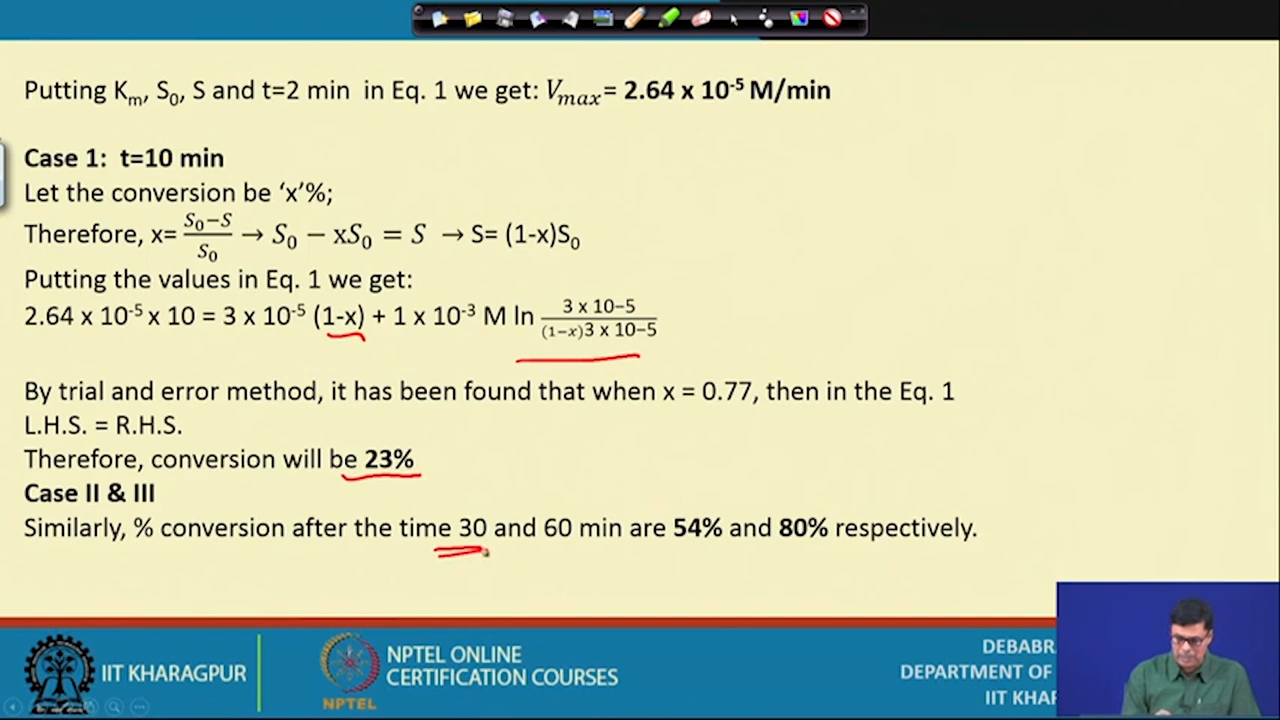 Putting Km, S0, S and t=2 min in Eq. 1 we get: Vmax= 2.64 x 10-5 M/min
Case 1: t=10 min
Let the conversion be ‘x’%;
Therefore, x= S0−S / S0 → S0 − xS0 = S → S= (1-x)S0
Putting the values in Eq. 1 we get:
2.64 x 10-5 x 10 = 3 x 10-5 (1-x) + 1 x 10-3 M ln 3 x 10−5 / (1−x)3 x 10−5
By trial and error method, it has been found that when x = 0.77, then in the Eq. 1
L.H.S. = R.H.S.
Therefore, conversion will be 23%
Case II & III
Similarly, % conversion after the time 30 and 60 min are 54% and 80% respectively.
IIT KHARAGPUR
NPTEL
NPTEL ONLINE
CERTIFICATION COURSES
DEBABR
DEPARTMENT OF
IIT KHAR